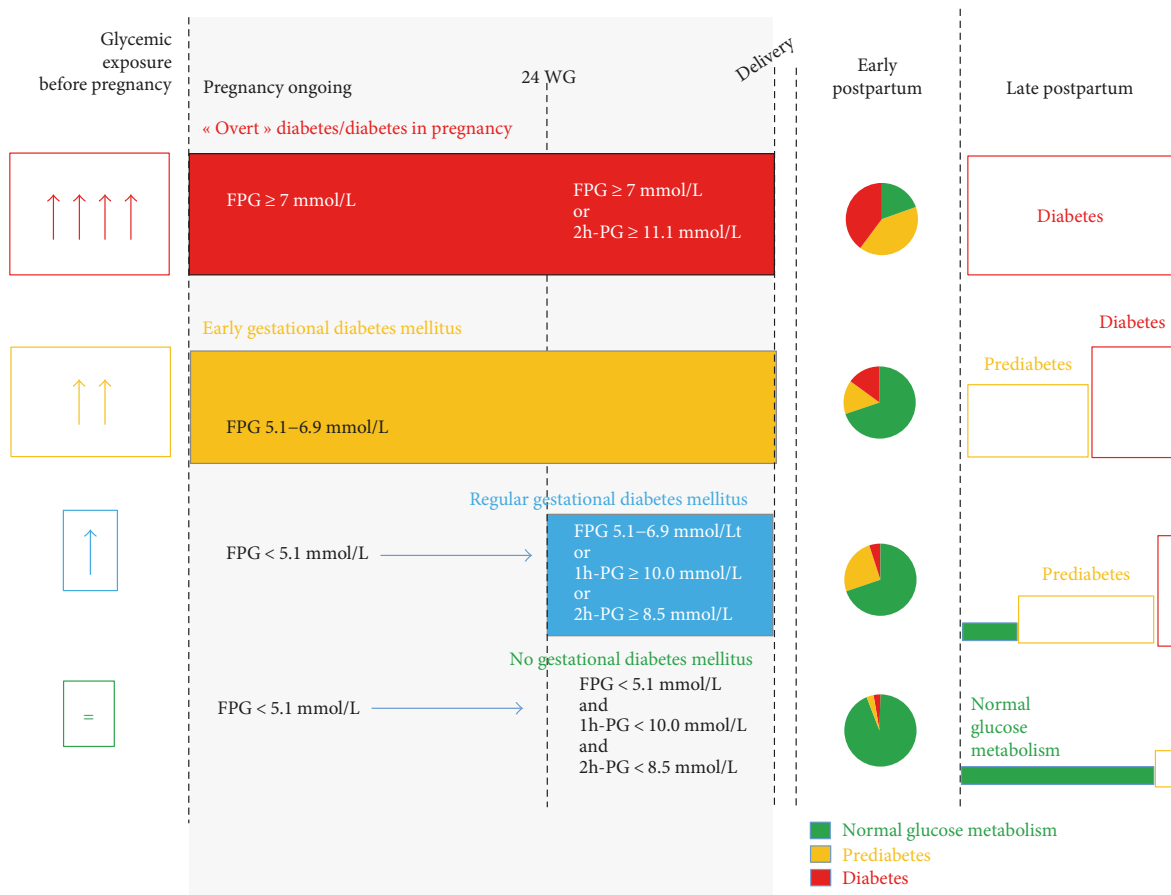 Glycemic
exposure
before pregnancy
Pregnancy ongoing
24 WG
Delivery
Early
postpartum
Late postpartum
« Overt » diabetes/diabetes in pregnancy
FPG ≥ 7 mmol/L
FPG ≥ 7 mmol/L
or
2h-PG ≥ 11.1 mmol/L
Diabetes
Early gestational diabetes mellitus
FPG 5.1–6.9 mmol/L
Prediabetes
Diabetes
Regular gestational diabetes mellitus
FPG < 5.1 mmol/L
FPG 5.1–6.9 mmol/Lt
or
1h-PG ≥ 10.0 mmol/L
or
2h-PG ≥ 8.5 mmol/L
Prediabetes
No gestational diabetes mellitus
=
FPG < 5.1 mmol/L
FPG < 5.1 mmol/L
and
1h-PG < 10.0 mmol/L
and
2h-PG < 8.5 mmol/L
Normal
glucose
metabolism
Normal glucose metabolism
Prediabetes
Diabetes